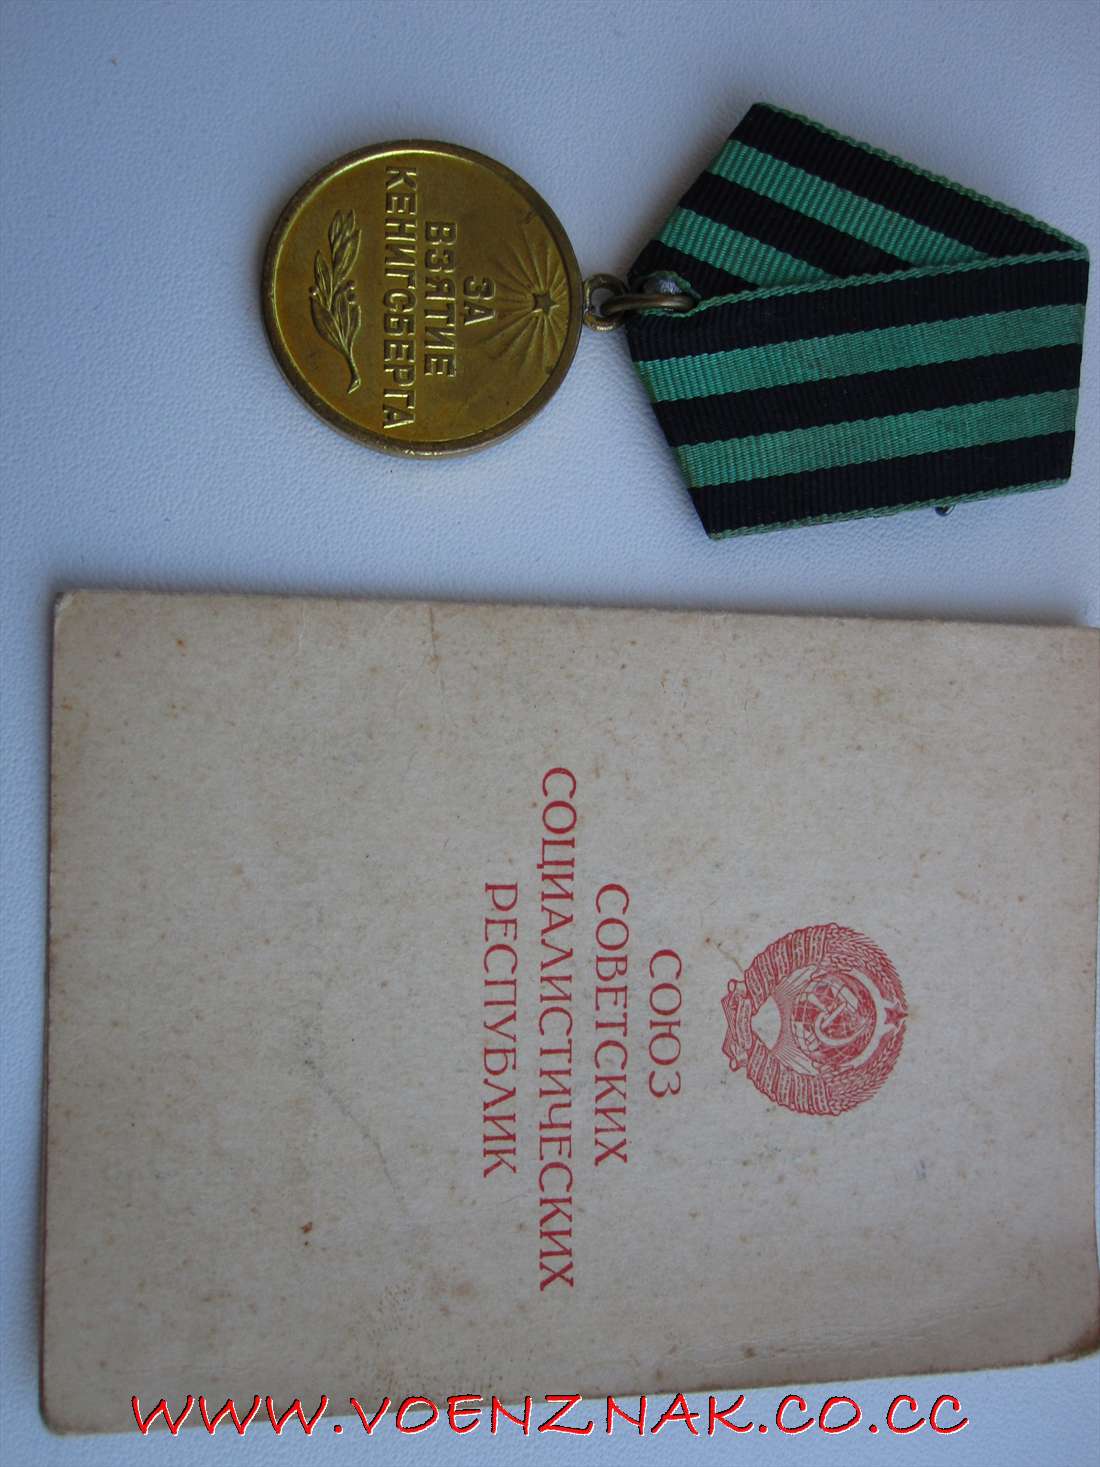 ЗА
ВЗЯТИЕ
КЕНИГСБЕРГА
СОЮЗ
СОВЕТСКИХ
СОЦИАЛИСТИЧЕСКИХ
РЕСПУБЛИК
WWW.VOENZNAK.CO.CC